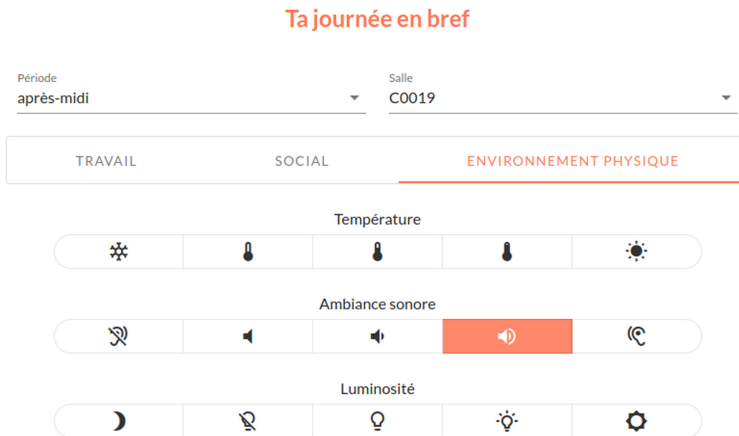 Ta journée en bref
Période
Salle
après-midi
C0019
TRAVAIL
SOCIAL
ENVIRONNEMENT PHYSIQUE
Température
Ambiance sonore
Luminosité